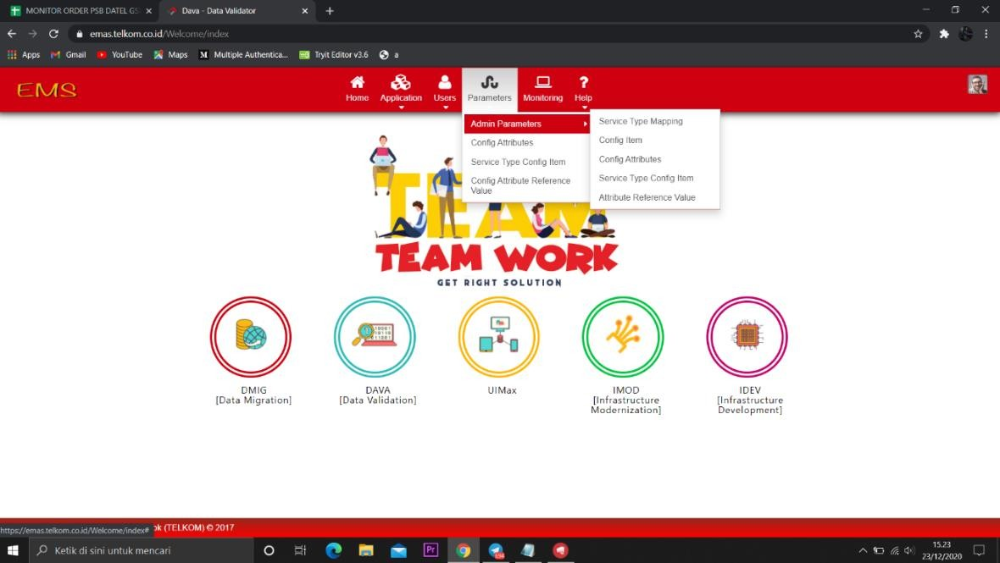 MONITOR ORDER PSB DATEL GS
Dava - Data Validator
emas.telkom.co.id/Welcome/index
Apps Gmail YouTube Maps Multiple Authentica... Tryit Editor v3.6 a
EMS
Home Application Users Parameters Monitoring Help
Admin Parameters
Config Attributes
Service Type Config Item
Config Attribute Reference
Value
Service Type Mapping
Config Item
Config Attributes
Service Type Config Item
Attribute Reference Value
TEAM
TEAM WORK
GET RIGHT SOLUTION
DMIG
[Data Migration]
DAVA
[Data Validation]
UIMax
IMOD
[Infrastructure
Modernization]
IDEV
[Infrastructure
Development]
https://emas.telkom.co.id/Welcome/index#
(TELKOM) © 2017
Ketik di sini untuk mencari
Pr
15.23
23/12/2020